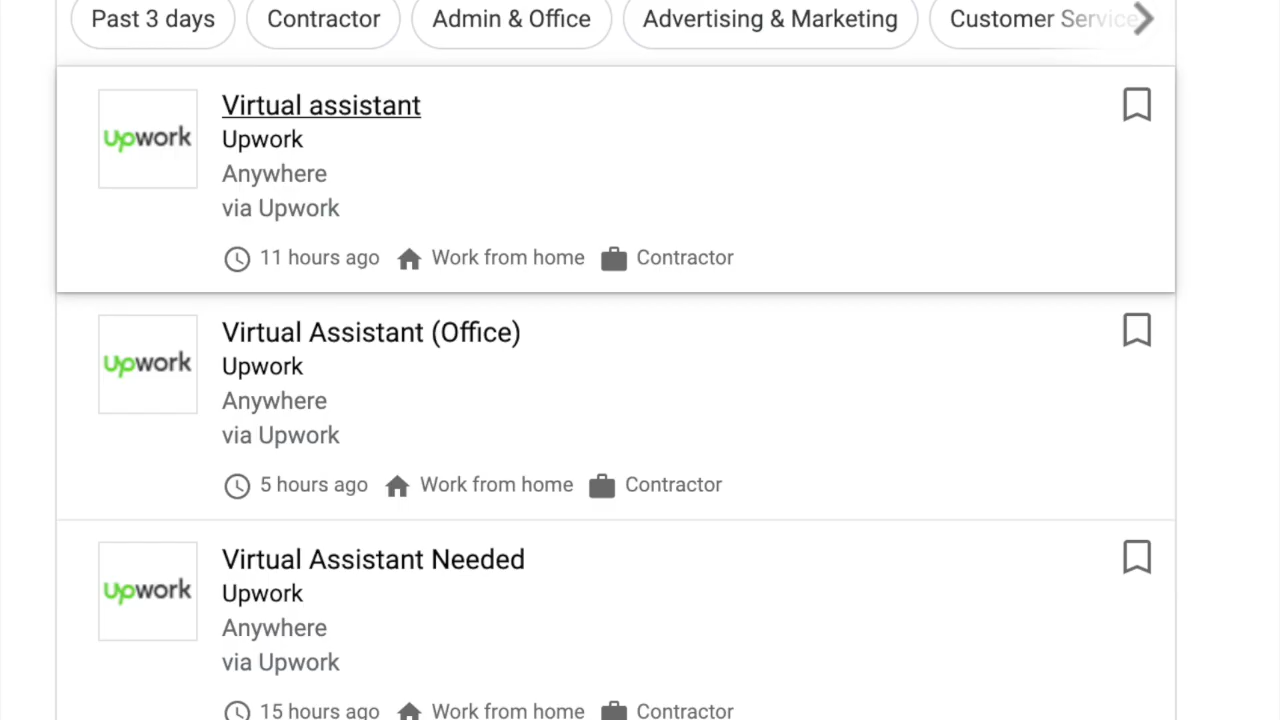 Past 3 days Contractor Admin & Office Advertising & Marketing Customer Service
Upwork
Virtual assistant
Upwork
Anywhere
via Upwork
11 hours ago Work from home Contractor
Upwork
Virtual Assistant (Office)
Upwork
Anywhere
via Upwork
5 hours ago Work from home Contractor
Upwork
Virtual Assistant Needed
Upwork
Anywhere
via Upwork
15 hours ago Work from home Contractor